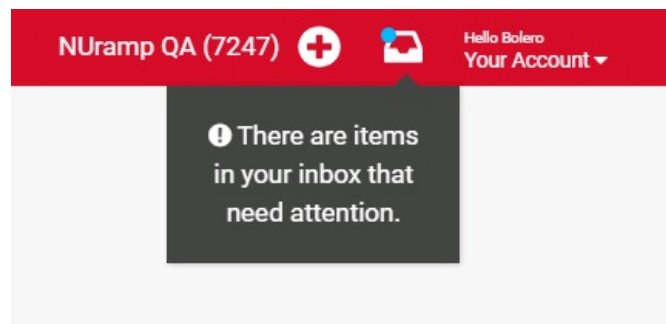 NUramp QA (7247)
Hello Bolero
Your Account
There are items
in your inbox that
need attention.